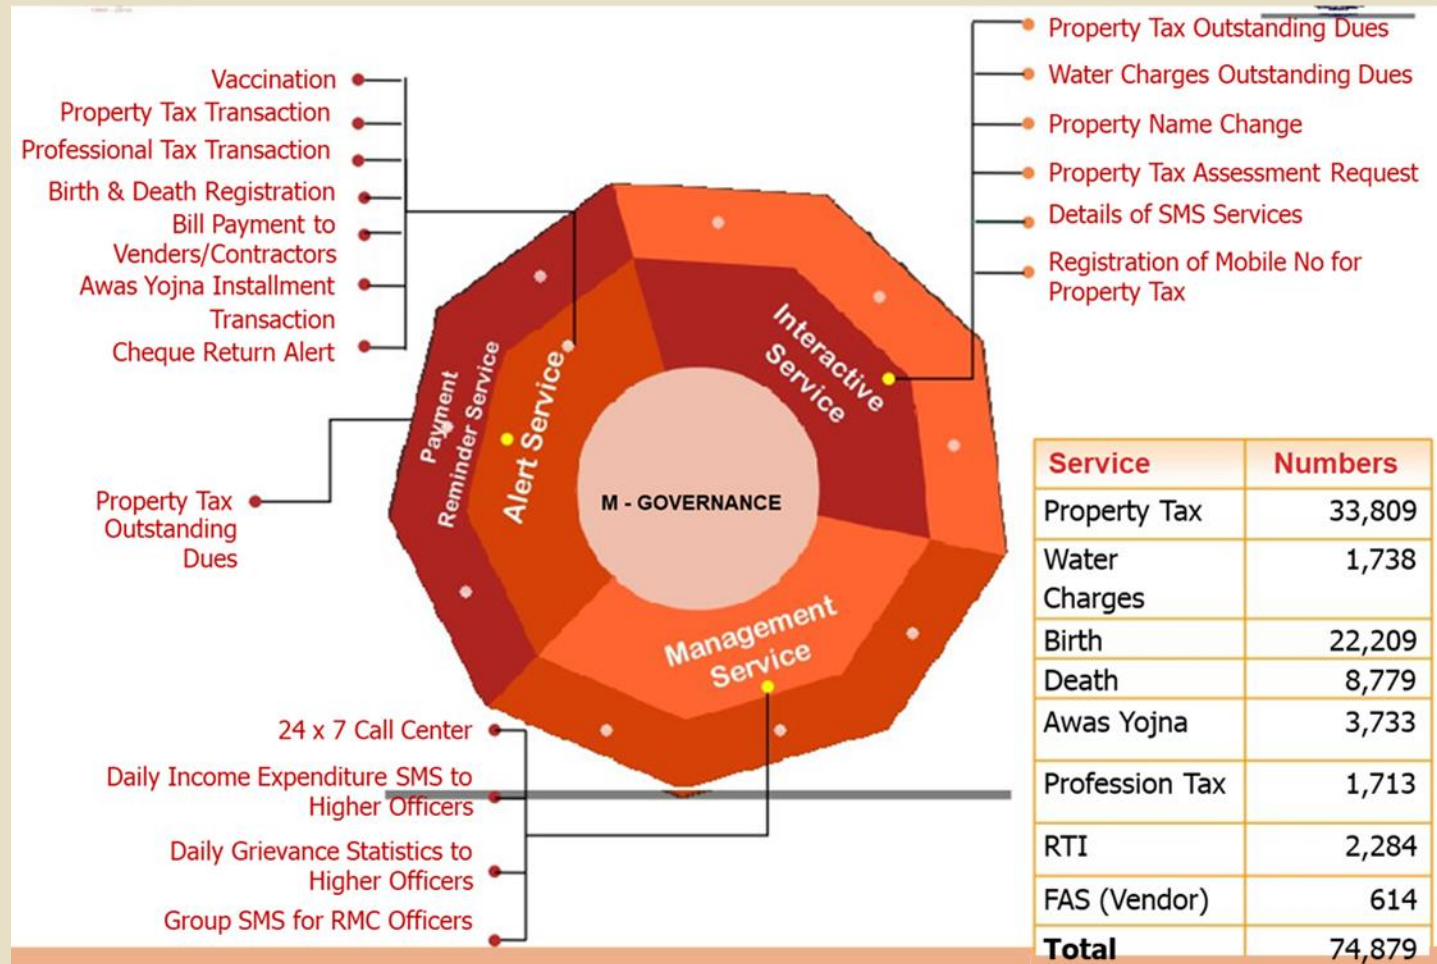 Vaccination
Property Tax Transaction
Professional Tax Transaction
Birth & Death Registration
Bill Payment to
Venders/Contractors
Awas Yojna Installment
Transaction
Cheque Return Alert
Property Tax
Outstanding
Dues
Property Tax Outstanding Dues
Water Charges Outstanding Dues
Property Name Change
Property Tax Assessment Request
Details of SMS Services
Registration of Mobile No for
Property Tax
Payment
Reminder Service
Alert Service
Interactive
Service
M - GOVERNANCE
Management
Service
24 x 7 Call Center
Daily Income Expenditure SMS to
Higher Officers
Daily Grievance Statistics to
Higher Officers
Group SMS for RMC Officers
Service Numbers
Property Tax 33,809
Water 1,738
Charges
Birth 22,209
Death 8,779
Awas Yojna 3,733
Profession Tax 1,713
RTI 2,284
FAS (Vendor) 614
Total 74,879